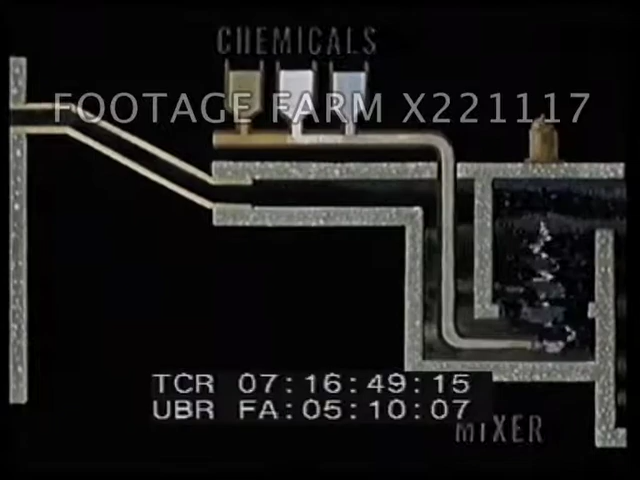 CHEMICALS
FOOTAGE FARM X221117
TCR 07:16:49:15
UBR FA:05:10:07
MIXER